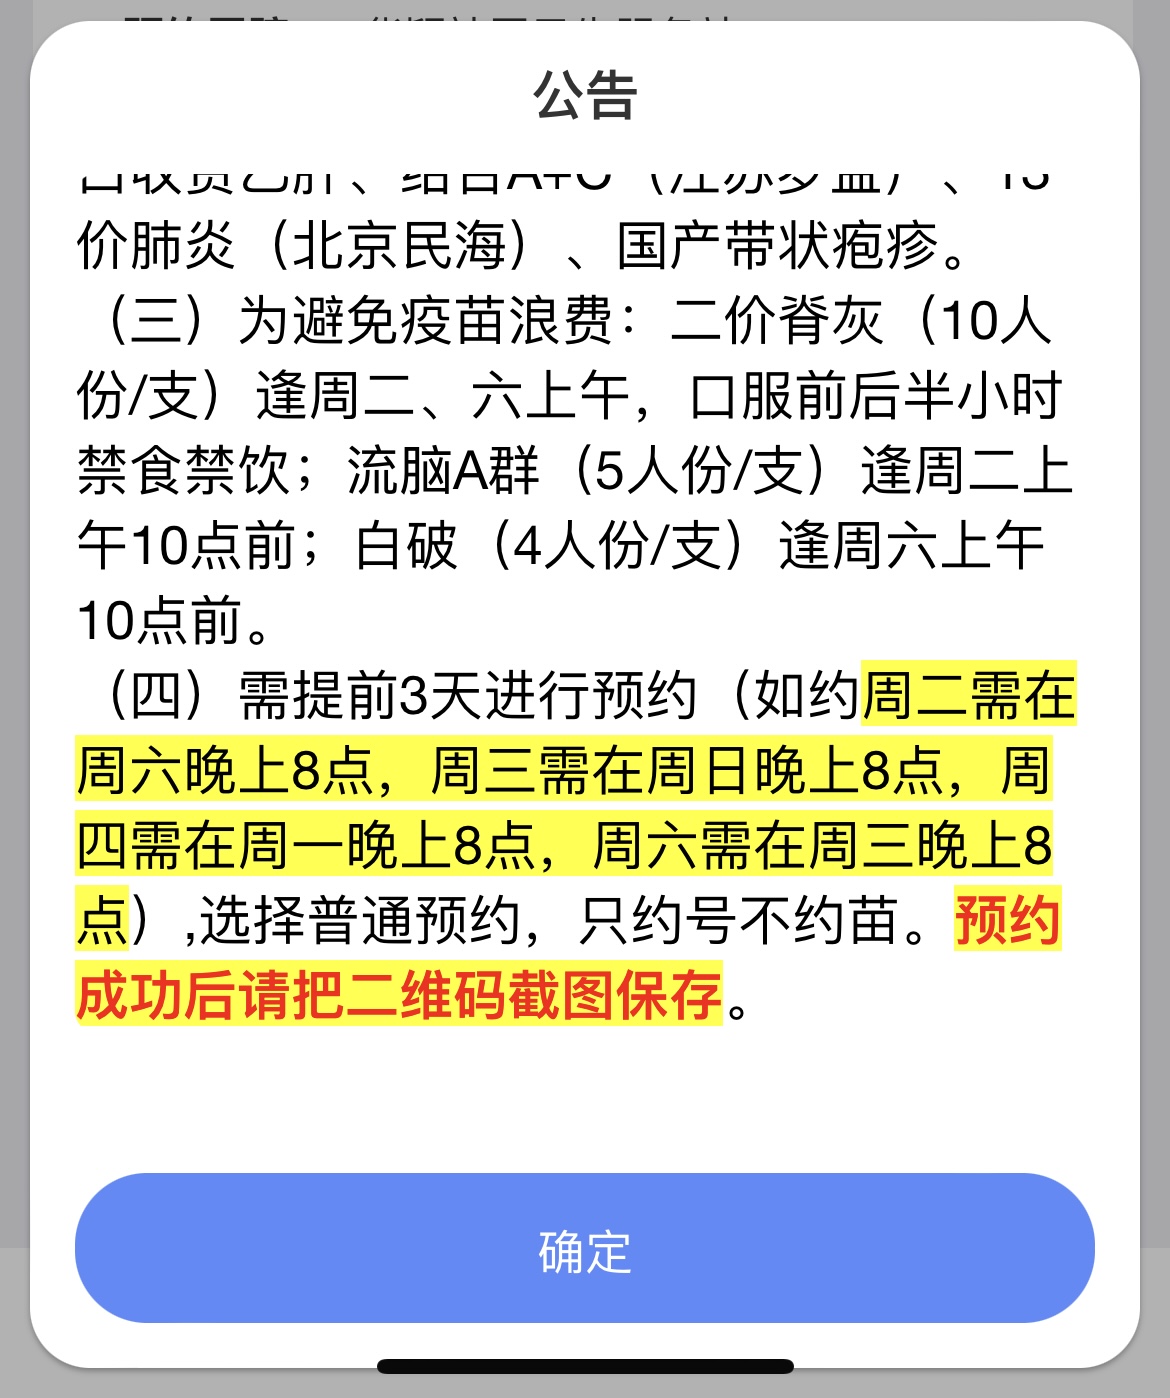 公告
价肺炎（北京民海）、国产带状疱疹。
（三）为避免疫苗浪费：二价脊灰（10人
份/支）逢周二、六上午，口服前后半小时
禁食禁饮；流脑A群（5人份/支）逢周二上
午10点前；白破（4人份/支）逢周六上午
10点前。
（四）需提前3天进行预约（如约周二需在
周六晚上8点，周三需在周日晚上8点，周
四需在周一晚上8点，周六需在周三晚上8
点）,选择普通预约，只约号不约苗。预约
成功后请把二维码截图保存。
确定